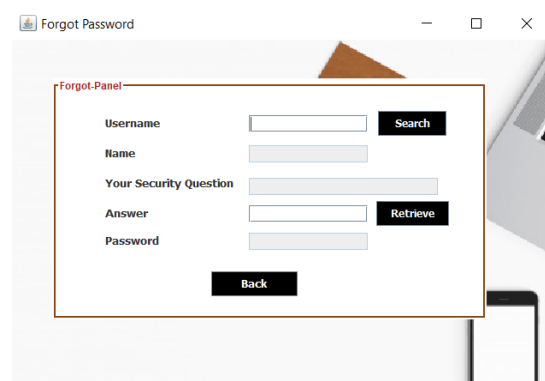 Forgot Password
Forgot-Panel
Username Search
Name
Your Security Question
Answer Retrieve
Password
Back